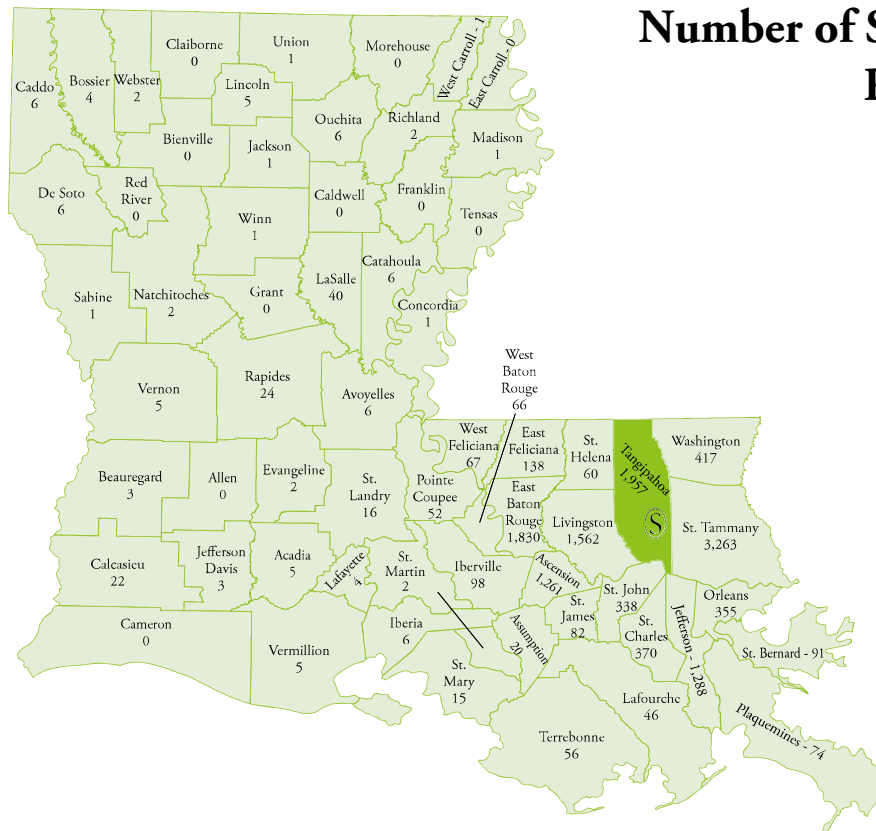 Number of S
Claiborne
0
Union
1
Morehouse
0
West Carroll - 1
East Carroll - 0
Caddo
6
Bossier
4
Webster
2
Lincoln
5
Ouchita
6
Richland
2
Madison
1
Bienville
0
Jackson
1
De Soto
6
Red
River
0
Caldwell
0
Franklin
0
Tensas
0
Winn
1
Sabine
1
Natchitoches
2
Grant
0
LaSalle
40
Catahoula
6
Concordia
1
Vernon
5
Rapides
24
Avoyelles
6
West
Baton
Rouge
66
West
Feliciana
67
East
Feliciana
138
St.
Helena
60
Tangipahoa
1,957
S
Washington
417
Beauregard
3
Allen
0
Evangeline
2
St.
Landry
16
Pointe
Coupee
52
East
Baton
Rouge
1,830
Livingston
1,562
St. Tammany
3,263
Calcasicu
22
Jefferson
Davis
3
Acadia
5
Lafayette
4
St.
Martin
2
Iberville
98
Ascension
1,261
St. John
338
Orleans
355
Cameron
0
Vermillion
5
Iberia
6
Assumption
20
St.
James
82
St.
Charles
370
Jefferson - 1,288
St. Bernard - 91
St.
Mary
15
Lafourche
46
Terrebonne
56
Plaquemines - 74